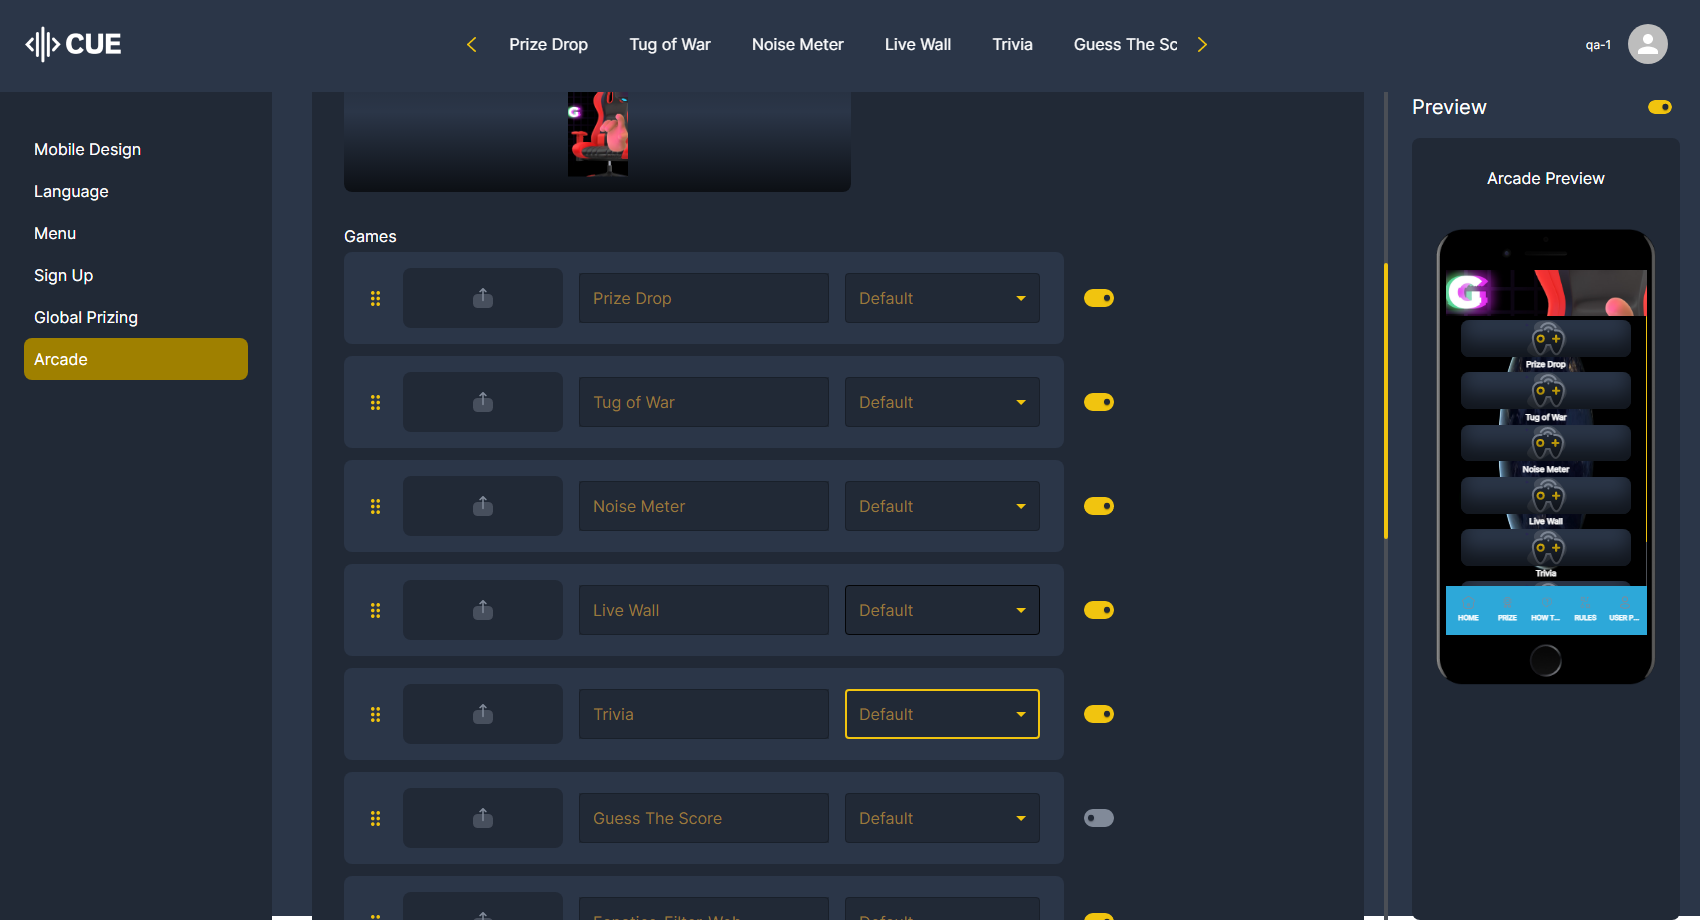 CUE
Prize Drop
Tug of War
Noise Meter
Live Wall
Trivia
Guess The Sc
qa-1
Mobile Design
Language
Menu
Sign Up
Global Prizing
Arcade
Games
Prize Drop
Default
Tug of War
Default
Noise Meter
Default
Live Wall
Default
Trivia
Default
Guess The Score
Default
Default
Preview
Arcade Preview
G
Prize Drop
Tug of War
Noise Meter
Live Wall
Trivia
HOME
PRIZE
HOW T...
RULES
USER P...